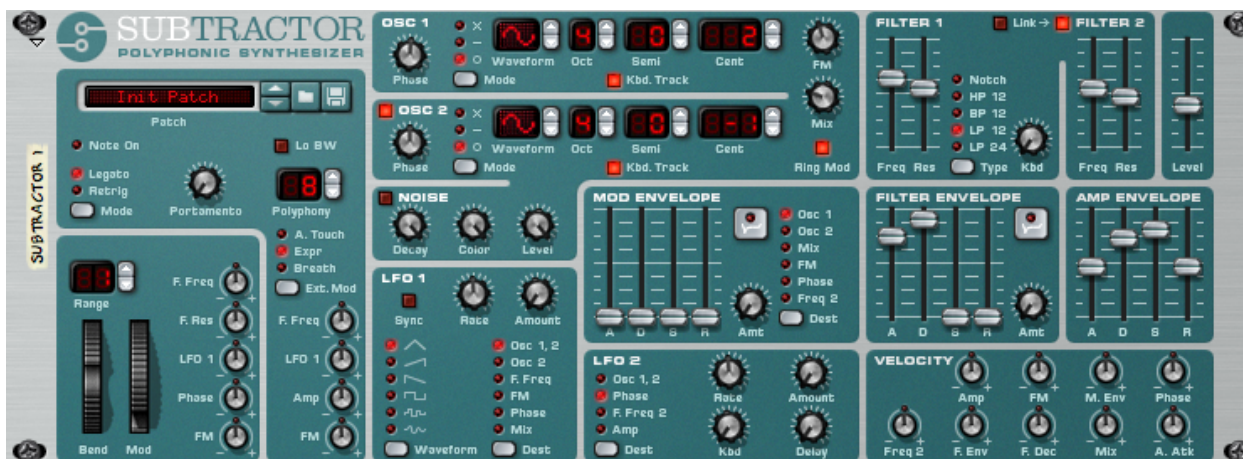 SUBTRACTOR
POLYPHONIC SYNTHESIZER
Init Patch
Patch
Note On
Lo BW
Legato
Retrig
Mode
Portamento
8
Polyphony
SUBTRACTOR 1
1
Range
Bend Mod
F. Freq
F. Res
LFO 1
Phase
FM
A. Touch
Expr
Breath
Ext. Mod
F. Freq
LFO 1
Amp
FM
OSC 1
Phase
X
–
O
Mode
Waveform
4
Oct
0
Semi
2
Cent
Kbd. Track
FM
OSC 2
Phase
X
–
O
Mode
Waveform
4
Oct
0
Semi
-1
Cent
Kbd. Track
Mix
Ring Mod
NOISE
Decay Color Level
LFO 1
Sync Rate Amount
Waveform
Osc 1, 2
Osc 2
F. Freq
FM
Phase
Mix
Dest
MOD ENVELOPE
A D S R
Amt
Osc 1
Osc 2
Mix
FM
Phase
Freq 2
Dest
LFO 2
Osc 1, 2
Phase
F. Freq 2
Amp
Dest
Rate Amount
Kbd Delay
FILTER 1
Link →
FILTER 2
Freq Res
Notch
HP 12
BP 12
LP 12
LP 24
Type
Kbd
Freq Res
Level
FILTER ENVELOPE
A D S R
Amt
AMP ENVELOPE
A D S R
VELOCITY
Amp FM M. Env Phase
Freq 2 F. Env F. Dec Mix A. Atk